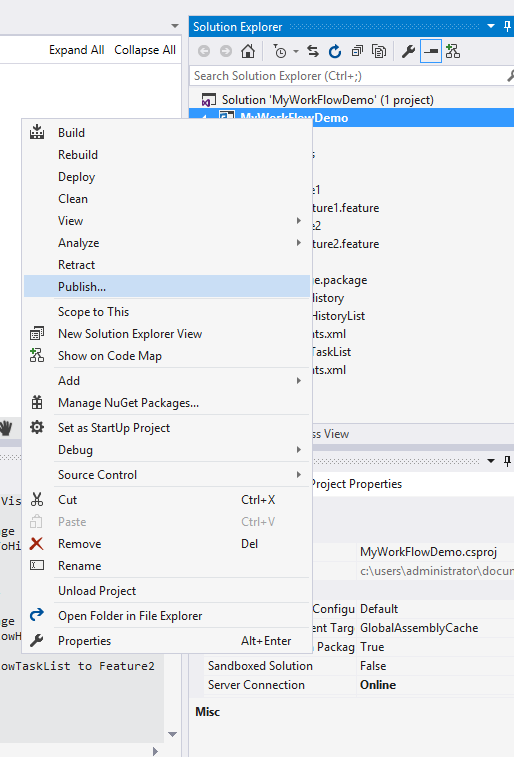 Expand All Collapse All
Solution Explorer
Search Solution Explorer (Ctrl+;)
Solution 'MyWorkFlowDemo' (1 project)
MyWorkFlowDemo
Build
Rebuild
Deploy
Clean
View
Analyze
Retract
Publish...
Scope to This
New Solution Explorer View
Show on Code Map
Add
Manage NuGet Packages...
Set as StartUp Project
Debug
Source Control
Cut Ctrl+X
Paste Ctrl+V
Remove Del
Rename
Unload Project
Open Folder in File Explorer
Properties Alt+Enter
s
e1
ture1.feature
e2
ture2.feature
ge.package
History
HistoryList
nts.xml
TaskList
nts.xml
ss View
Project Properties
MyWorkFlowDemo.csproj
c:\users\administrator\docum
Configu Default
ent Targ GlobalAssemblyCache
Packag True
Sandboxed Solution False
Server Connection Online
Misc
Vis
nge
oHi
nge
owH
owTaskList to Feature2